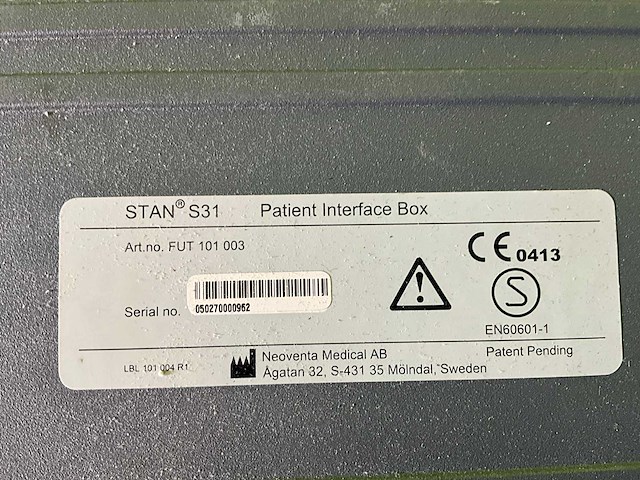 STAN® S31 Patient Interface Box
Art.no. FUT 101 003
CE 0413
Serial no. 050270000962
S
EN60601-1
Patent Pending
LBL 101 004 R1
Neoventa Medical AB
Ågatan 32, S-431 35 Mölndal, Sweden